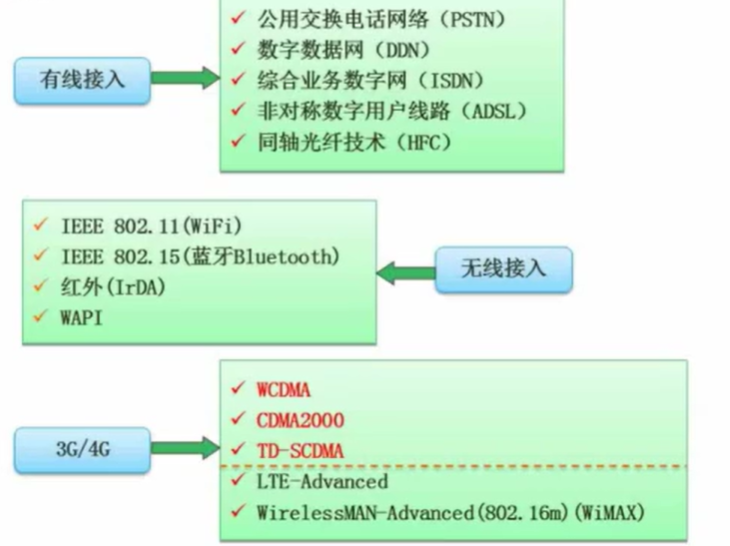 有线接入
公用交换电话网络（PSTN）
数字数据网（DDN）
综合业务数字网（ISDN）
非对称数字用户线路（ADSL）
同轴光纤技术（HFC）
IEEE 802.11(WiFi)
IEEE 802.15(蓝牙Bluetooth)
红外(IrDA)
WAPI
无线接入
3G/4G
WCDMA
CDMA2000
TD-SCDMA
LTE-Advanced
WirelessMAN-Advanced(802.16m)(WiMAX)